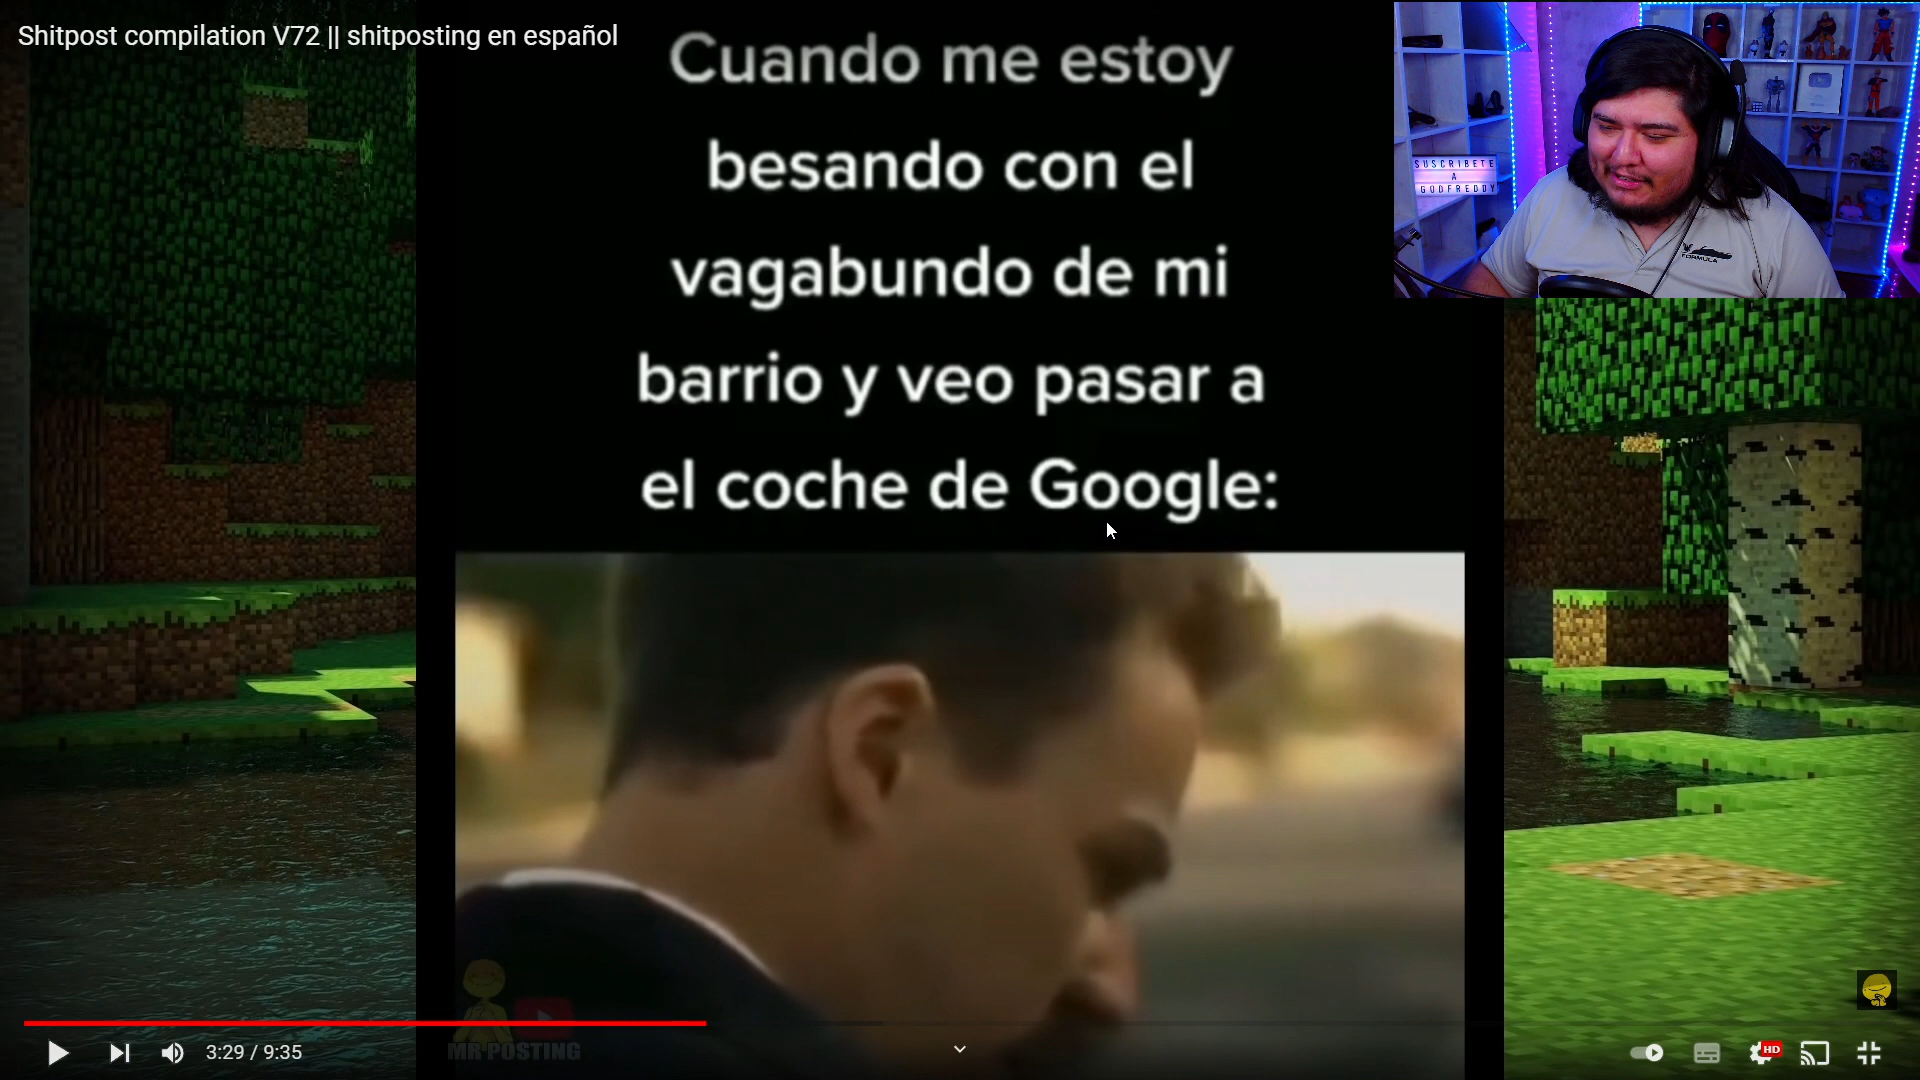 Shitpost compilation V72 || shitposting en español
Cuando me estoy
besando con el
vagabundo de mi
barrio y veo pasar a
el coche de Google:
SUSCRIBETE
A
GODFREDDY
FORMULA
MR POSTING
3:29 / 9:35
HD